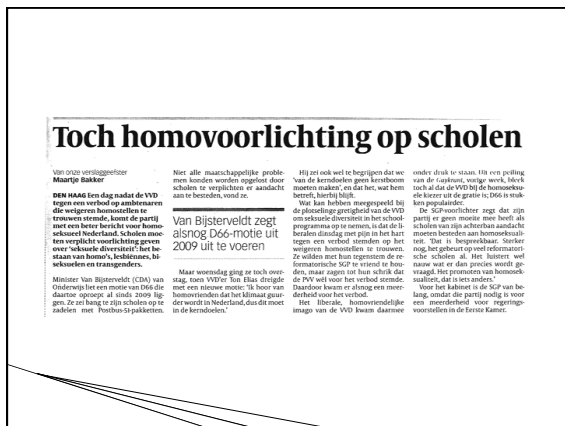 Toch homovoorlichting op scholen
Van onze verslaggeefster
Maartje Bakker
DEN HAAG Een dag nadat de VVD
tegen een verbod op ambtenaren
die weigeren homostellen te
trouwen stemde, komt de partij
met een beter bericht voor homo-
seksueel Nederland. Scholen moe-
ten verplicht voorlichting geven
over ‘seksuele diversiteit’: het be-
staan van homo’s, lesbiënnes, bi-
seksuelen en transgenders.
Minister Van Bijsterveldt (CDA) van
Onderwijs liet een motie van D66 die
daartoe opriep al sinds 2009 lig-
gen. Ze zei bang te zijn scholen op te
zadelen met Postbus-51-pakketten.
Niet alle maatschappelijke proble-
men konden worden opgelost door
scholen te verplichten er aandacht
aan te besteden, vond ze.
Van Bijsterveldt zegt
alsnog D66-motie uit
2009 uit te voeren
Maar woensdag ging ze toch over-
stag, toen VVD’er Ton Elias dreigde
met een nieuwe motie: ‘Ik hoor van
homovrienden dat het klimaat guur-
der wordt in Nederland, dus dit moet
in de kerndoelen.’
Hij zei ook wel te begrijpen dat we
‘van de kerndoelen geen kerstboom
moeten maken’, en dat het, wat hem
betreft, hierbij blijft.
Wat kan hebben meegespeeld bij
de plotselinge gretigheid van de VVD
om seksuele diversiteit in het school-
programma op te nemen, is dat de li-
beralen dinsdag met pijn in het hart
tegen een verbod stemden op het
weigeren homostellen te trouwen.
Ze wilden met hun tegenstem de re-
formatorische SGP te vriend te hou-
den, maar zagen tot hun schrik dat
de PVV wél voor het verbod stemde.
Daardoor kwam er alsnog een meer-
derheid voor het verbod.
Het liberale, homovriendelijke
imago van de VVD kwam daarmee
onder druk te staan. Uit een peiling
van de Gaykrant, vorige week, bleek
toch al dat de VVD bij de homoseksu-
ele kiezer uit de gratie is; D66 is stuk-
ken populairder.
De SGP-voorlichter zegt dat zijn
partij er geen moeite mee heeft als
scholen van zijn achterban aandacht
moeten besteden aan homoseksuali-
teit. ‘Dat is bespreekbaar. Sterker
nog, het gebeurt op veel reformatori-
sche scholen al. Het luistert wel
nauw wat er dan precies wordt ge-
vraagd. Het promoten van homosek-
sualiteit, dat is iets anders.’
Voor het kabinet is de SGP van be-
lang, omdat die partij nodig is voor
een meerderheid voor regerings-
voorstellen in de Eerste Kamer.